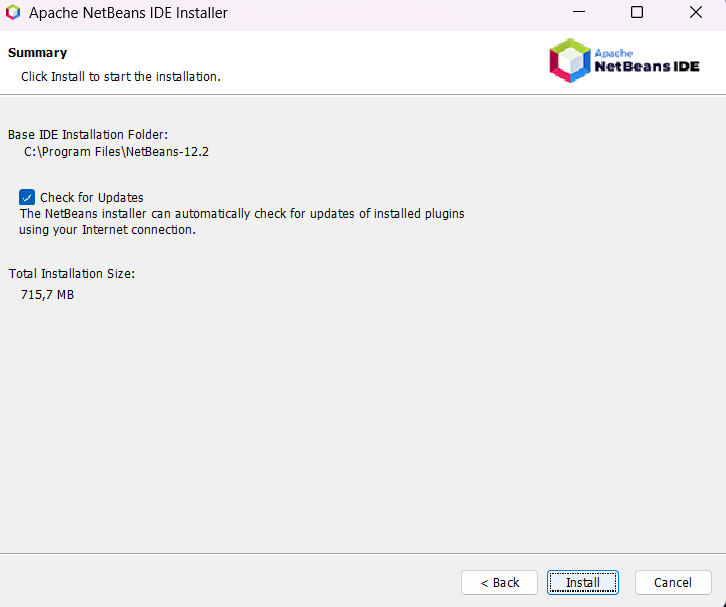 Apache NetBeans IDE Installer
Summary
Click Install to start the installation.
Apache
NetBeans IDE
Base IDE Installation Folder:
C:\Program Files\NetBeans-12.2
Check for Updates
The NetBeans installer can automatically check for updates of installed plugins
using your Internet connection.
Total Installation Size:
715,7 MB
< Back
Install
Cancel